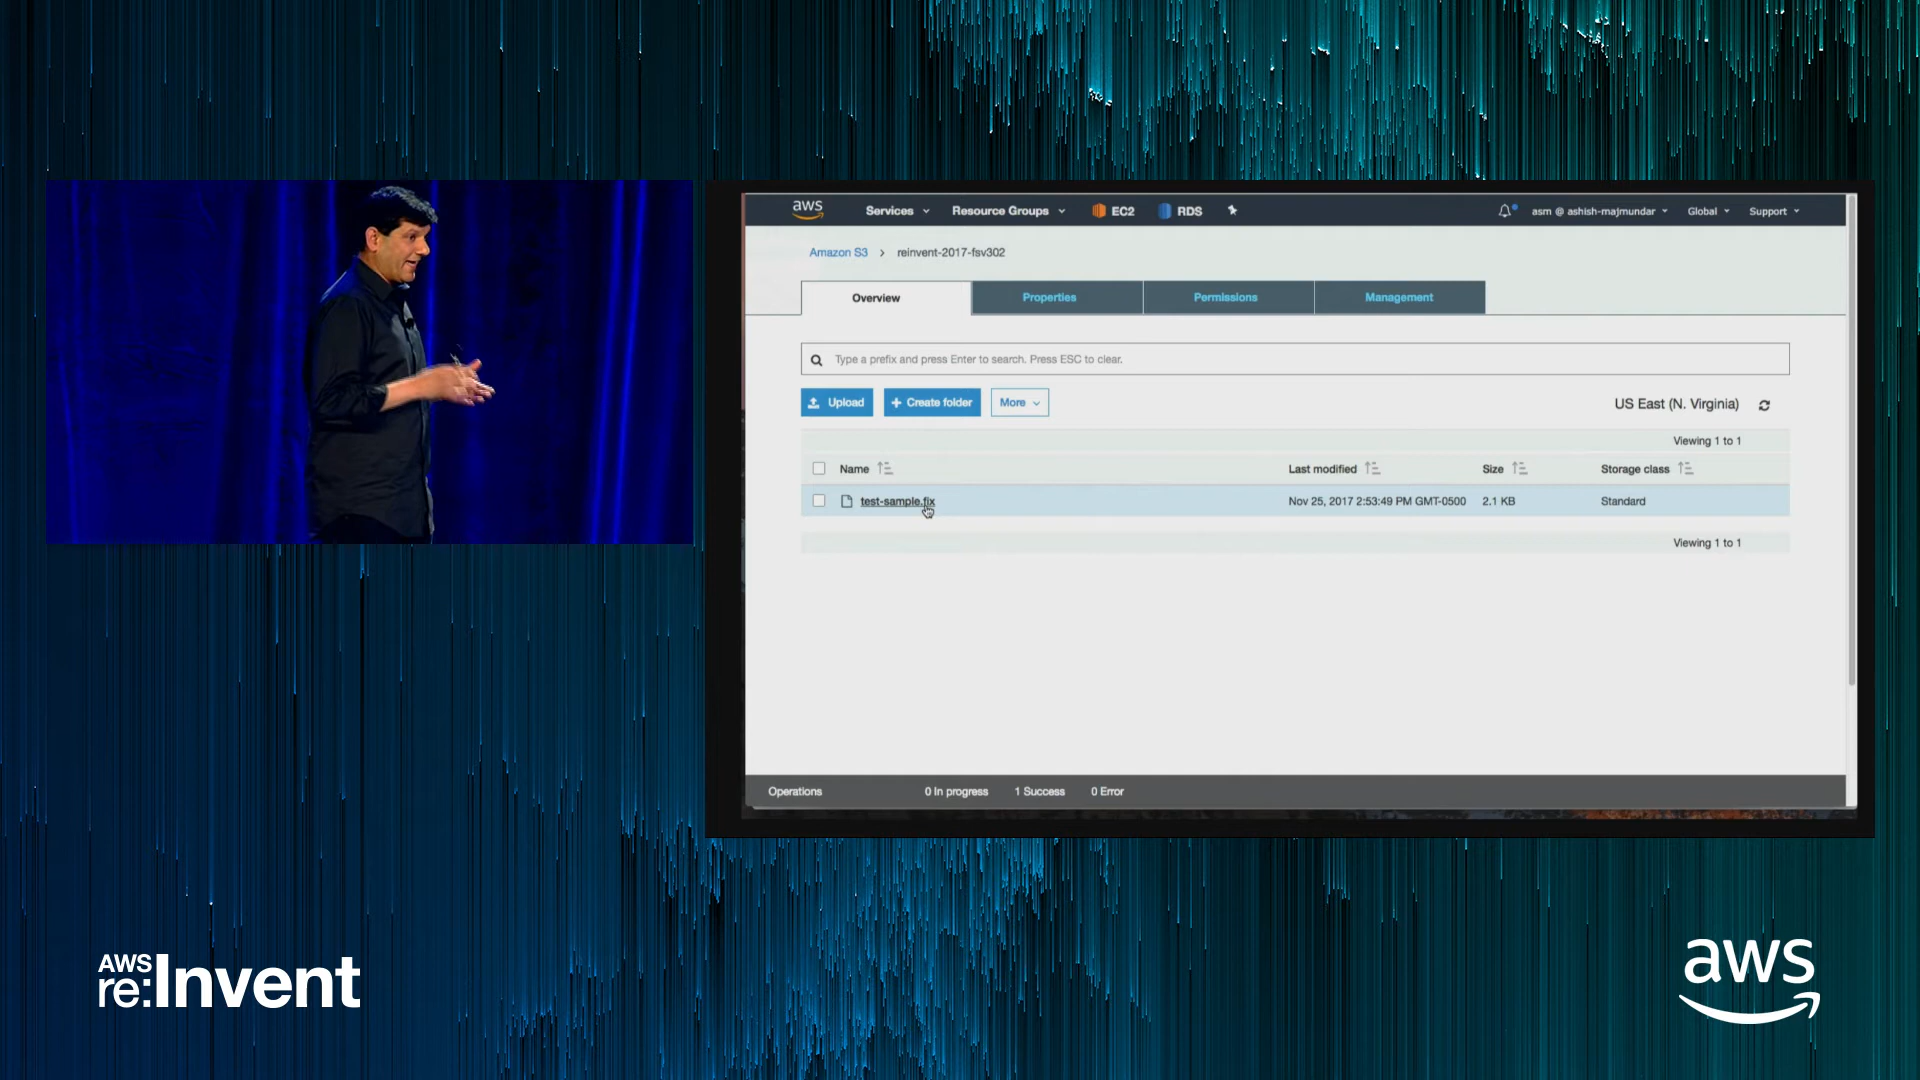 aws
Services
Resource Groups
EC2
RDS
asm @ ashish-majmundar
Global
Support
Amazon S3 > reinvent-2017-fsv302
Overview
Properties
Permissions
Management
Type a prefix and press Enter to search. Press ESC to clear.
Upload
+ Create folder
More
US East (N. Virginia)
Viewing 1 to 1
Name
Last modified
Size
Storage class
test-sample.fix
Nov 25, 2017 2:53:49 PM GMT-0500
2.1 KB
Standard
Viewing 1 to 1
Operations
0 In progress
1 Success
0 Error
AWS
re:Invent
aws